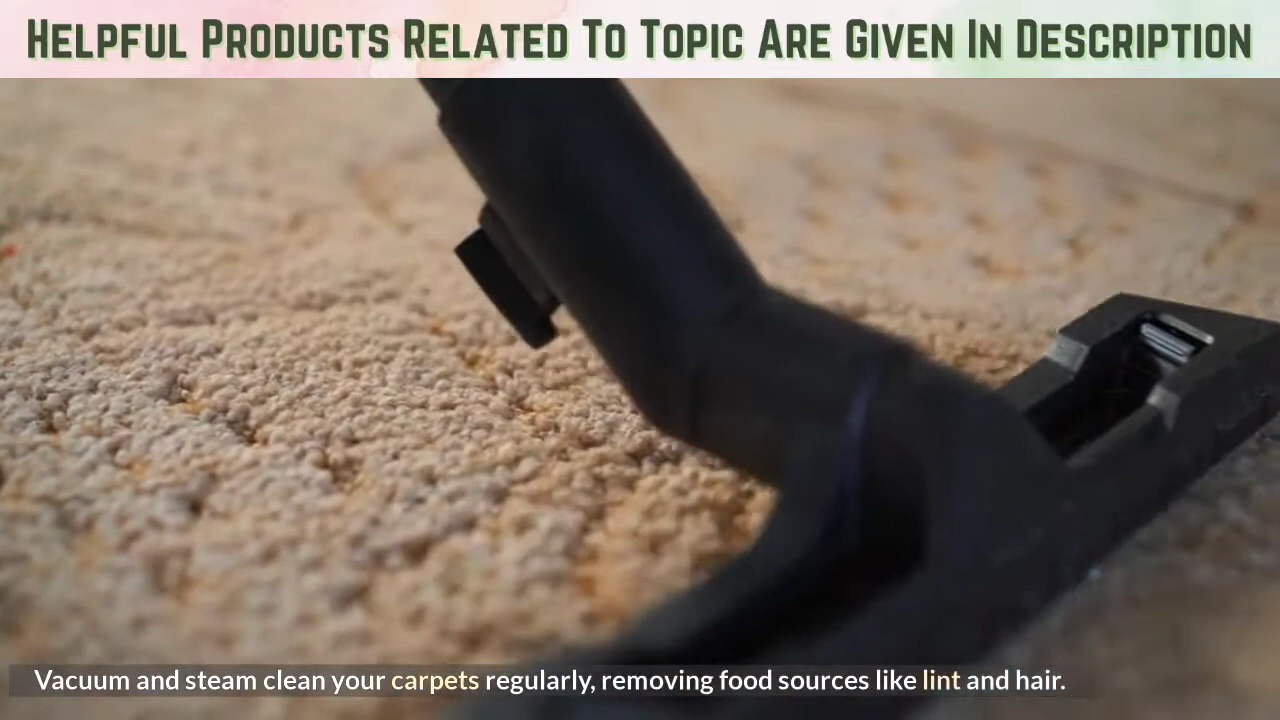 Helpful Products Related To Topic Are Given In Description
Vacuum and steam clean your carpets regularly, removing food sources like lint and hair.